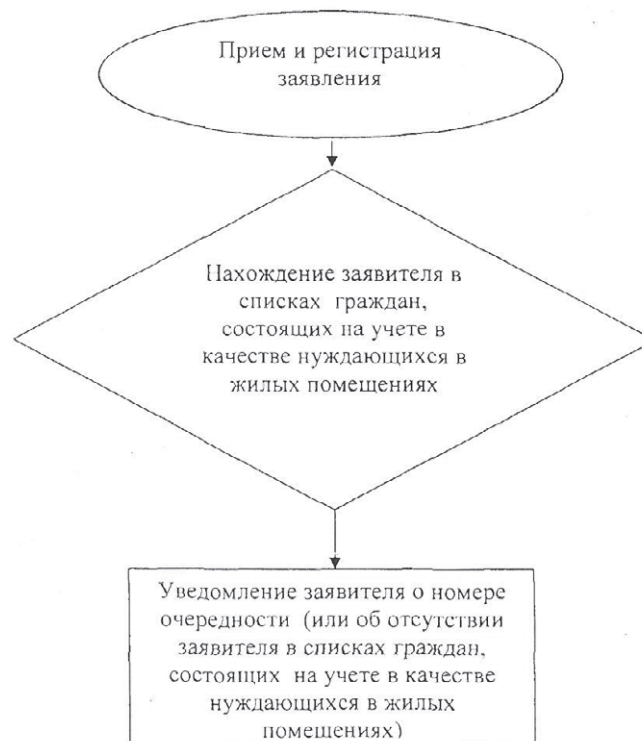 Прием и регистрация
заявления
Нахождение заявителя в
списках граждан,
состоящих на учете в
качестве нуждающихся в
жилых помещениях
Уведомление заявителя о номере
очередности (или об отсутствии
заявителя в списках граждан,
состоящих на учете в качестве
нуждающихся в жилых
помещениях)